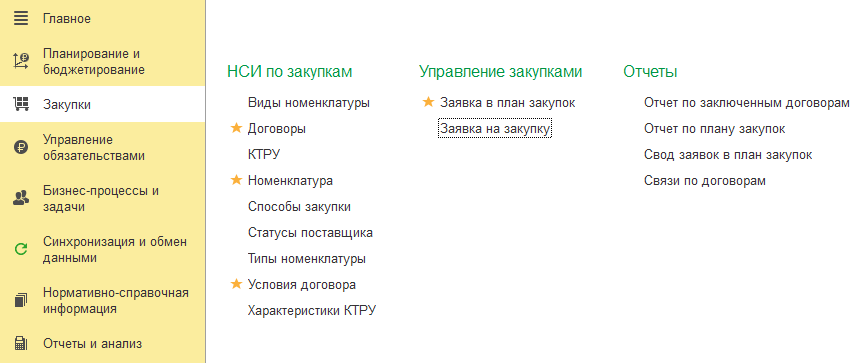 Главное
Планирование и
бюджетирование
Закупки
Управление
обязательствами
Бизнес-процессы и
задачи
Синхронизация и обмен
данными
Нормативно-справочная
информация
Отчеты и анализ
НСИ по закупкам
Виды номенклатуры
Договоры
КТРУ
Номенклатура
Способы закупки
Статусы поставщика
Типы номенклатуры
Условия договора
Характеристики КТРУ
Управление закупками
Заявка в план закупок
Заявка на закупку
Отчеты
Отчет по заключенным договорам
Отчет по плану закупок
Свод заявок в план закупок
Связи по договорам